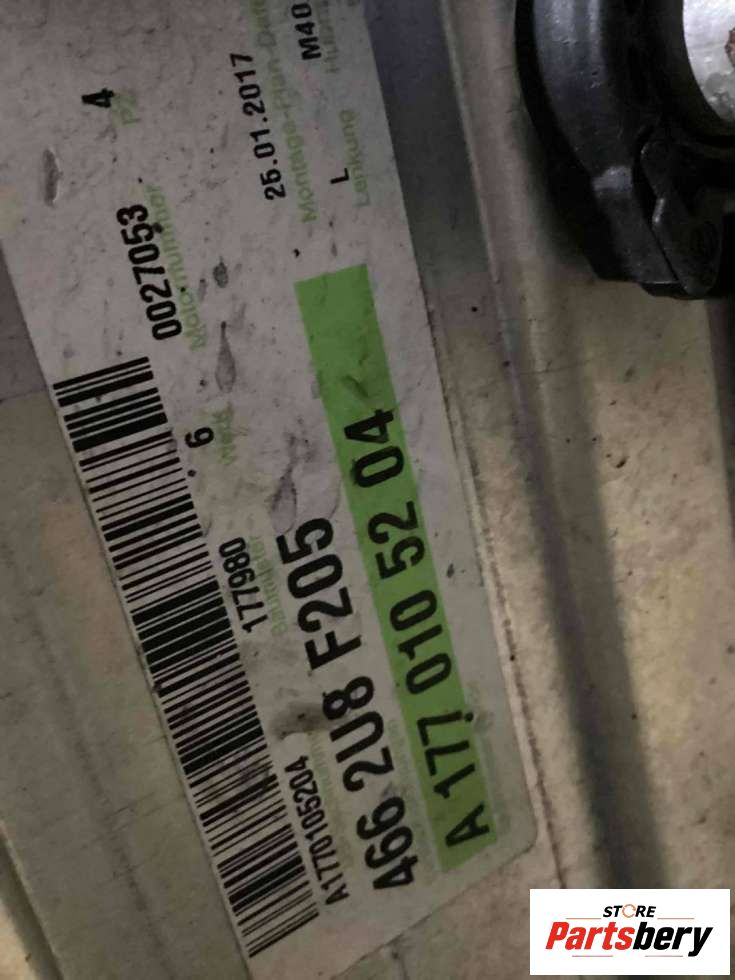 4
PZ
0027053
Motornummer
6
Werk
177980
Baumuster
A1770105204
25.01.2017
Montage-Plan-Datum
L
Lenkung
M40
466 2U8 F205
A 177 010 52 04
STORE
Partsbery